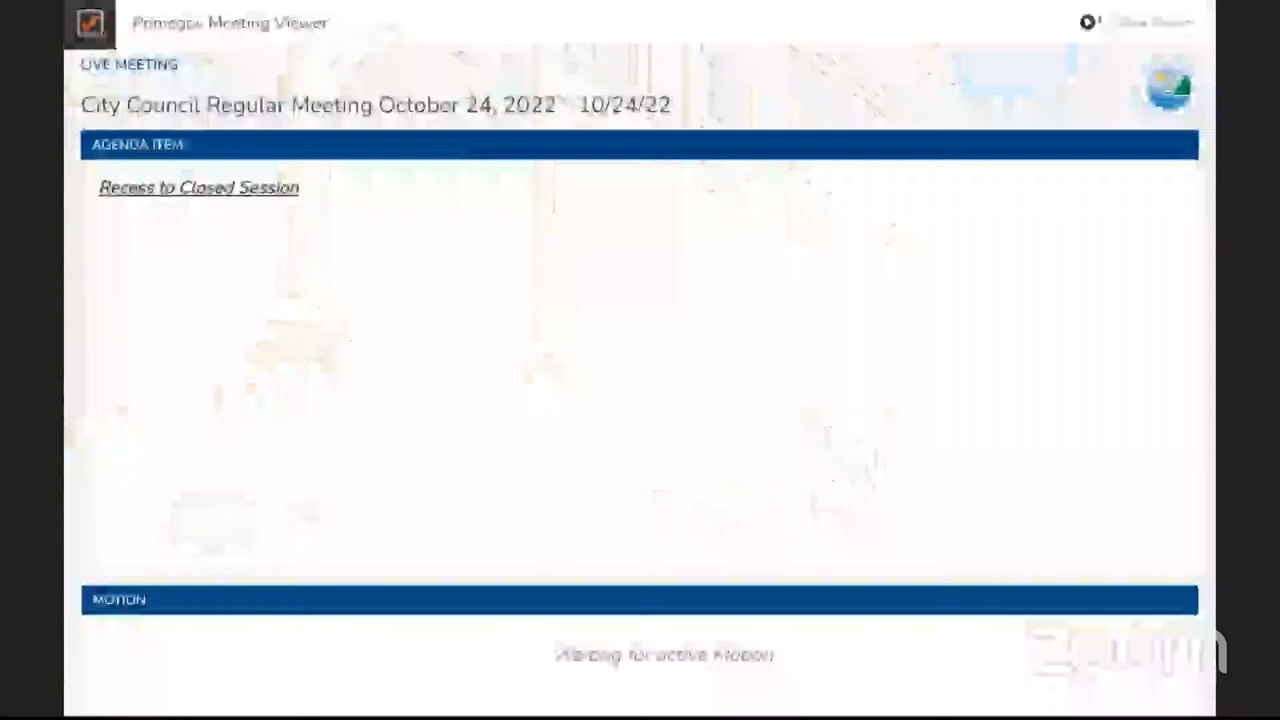 Primegov Meeting Viewer
LIVE MEETING
City Council Regular Meeting October 24, 2022 - 10/24/22
AGENDA ITEM
Recess to Closed Session
MOTION
Waiting for active Motion
zoom